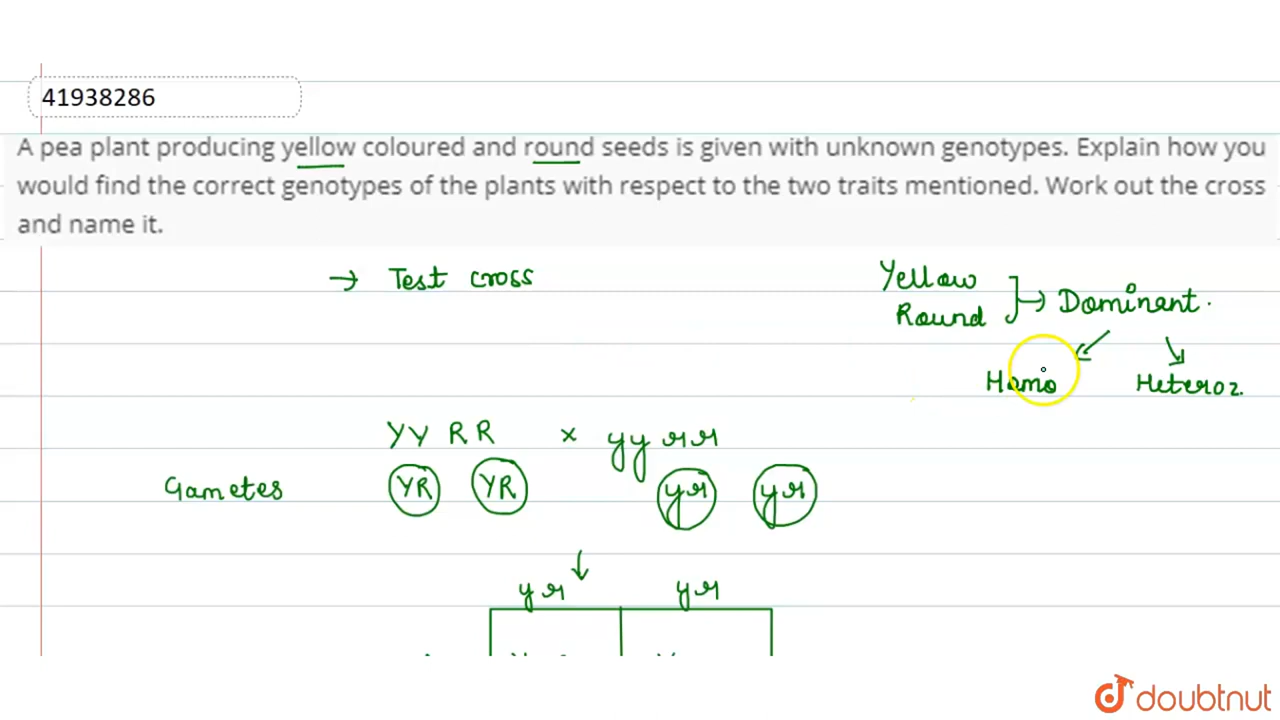 41938286
A pea plant producing yellow coloured and round seeds is given with unknown genotypes. Explain how you
would find the correct genotypes of the plants with respect to the two traits mentioned. Work out the cross
and name it.
→ Test cross
Yellow
Round
→ Dominant.
Homo
Heteroz.
YY RR × yy rr
Gametes YR YR yr yr
yr yr
doubtnut